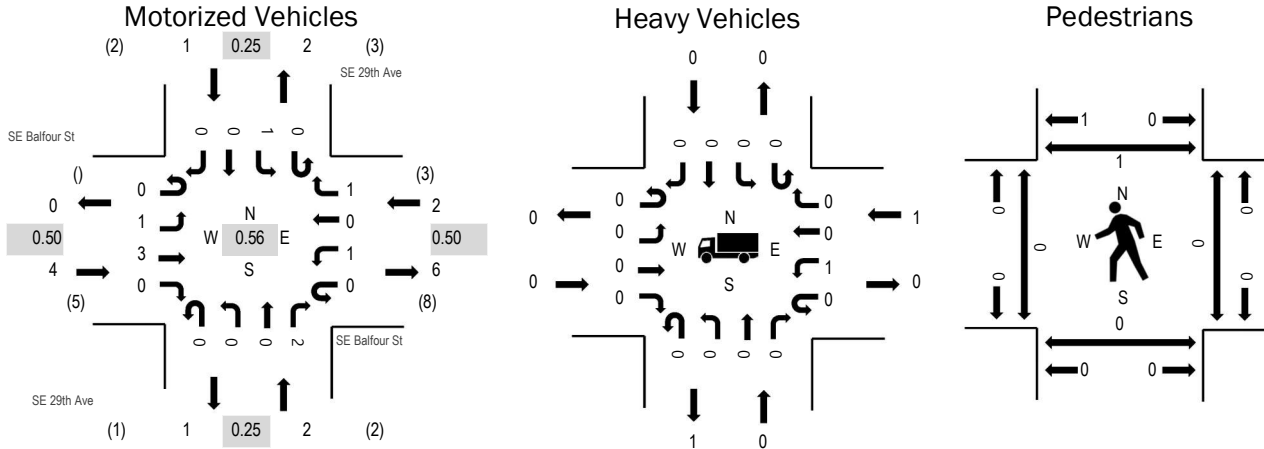 Motorized Vehicles
(2) 1 0.25 2 (3)
SE 29th Ave
SE Balfour St
0 0 1 0
() 0 1 (3)
0 1 N 0 2
0.50 W 0.56 E 0.50
4 3 S 1 6
(5) 0 0 (8)
0 0 0 2
SE Balfour St
SE 29th Ave
(1) 1 0.25 2 (2)
Heavy Vehicles
0 0
0 0 0 0
0 0
0 0 N 0 1
W E
0 0 S 1 0
0 0
0 0 0 0
1 0
Pedestrians
1 0
1
0 N 0
0 W E 0
0 S 0
0
0 0